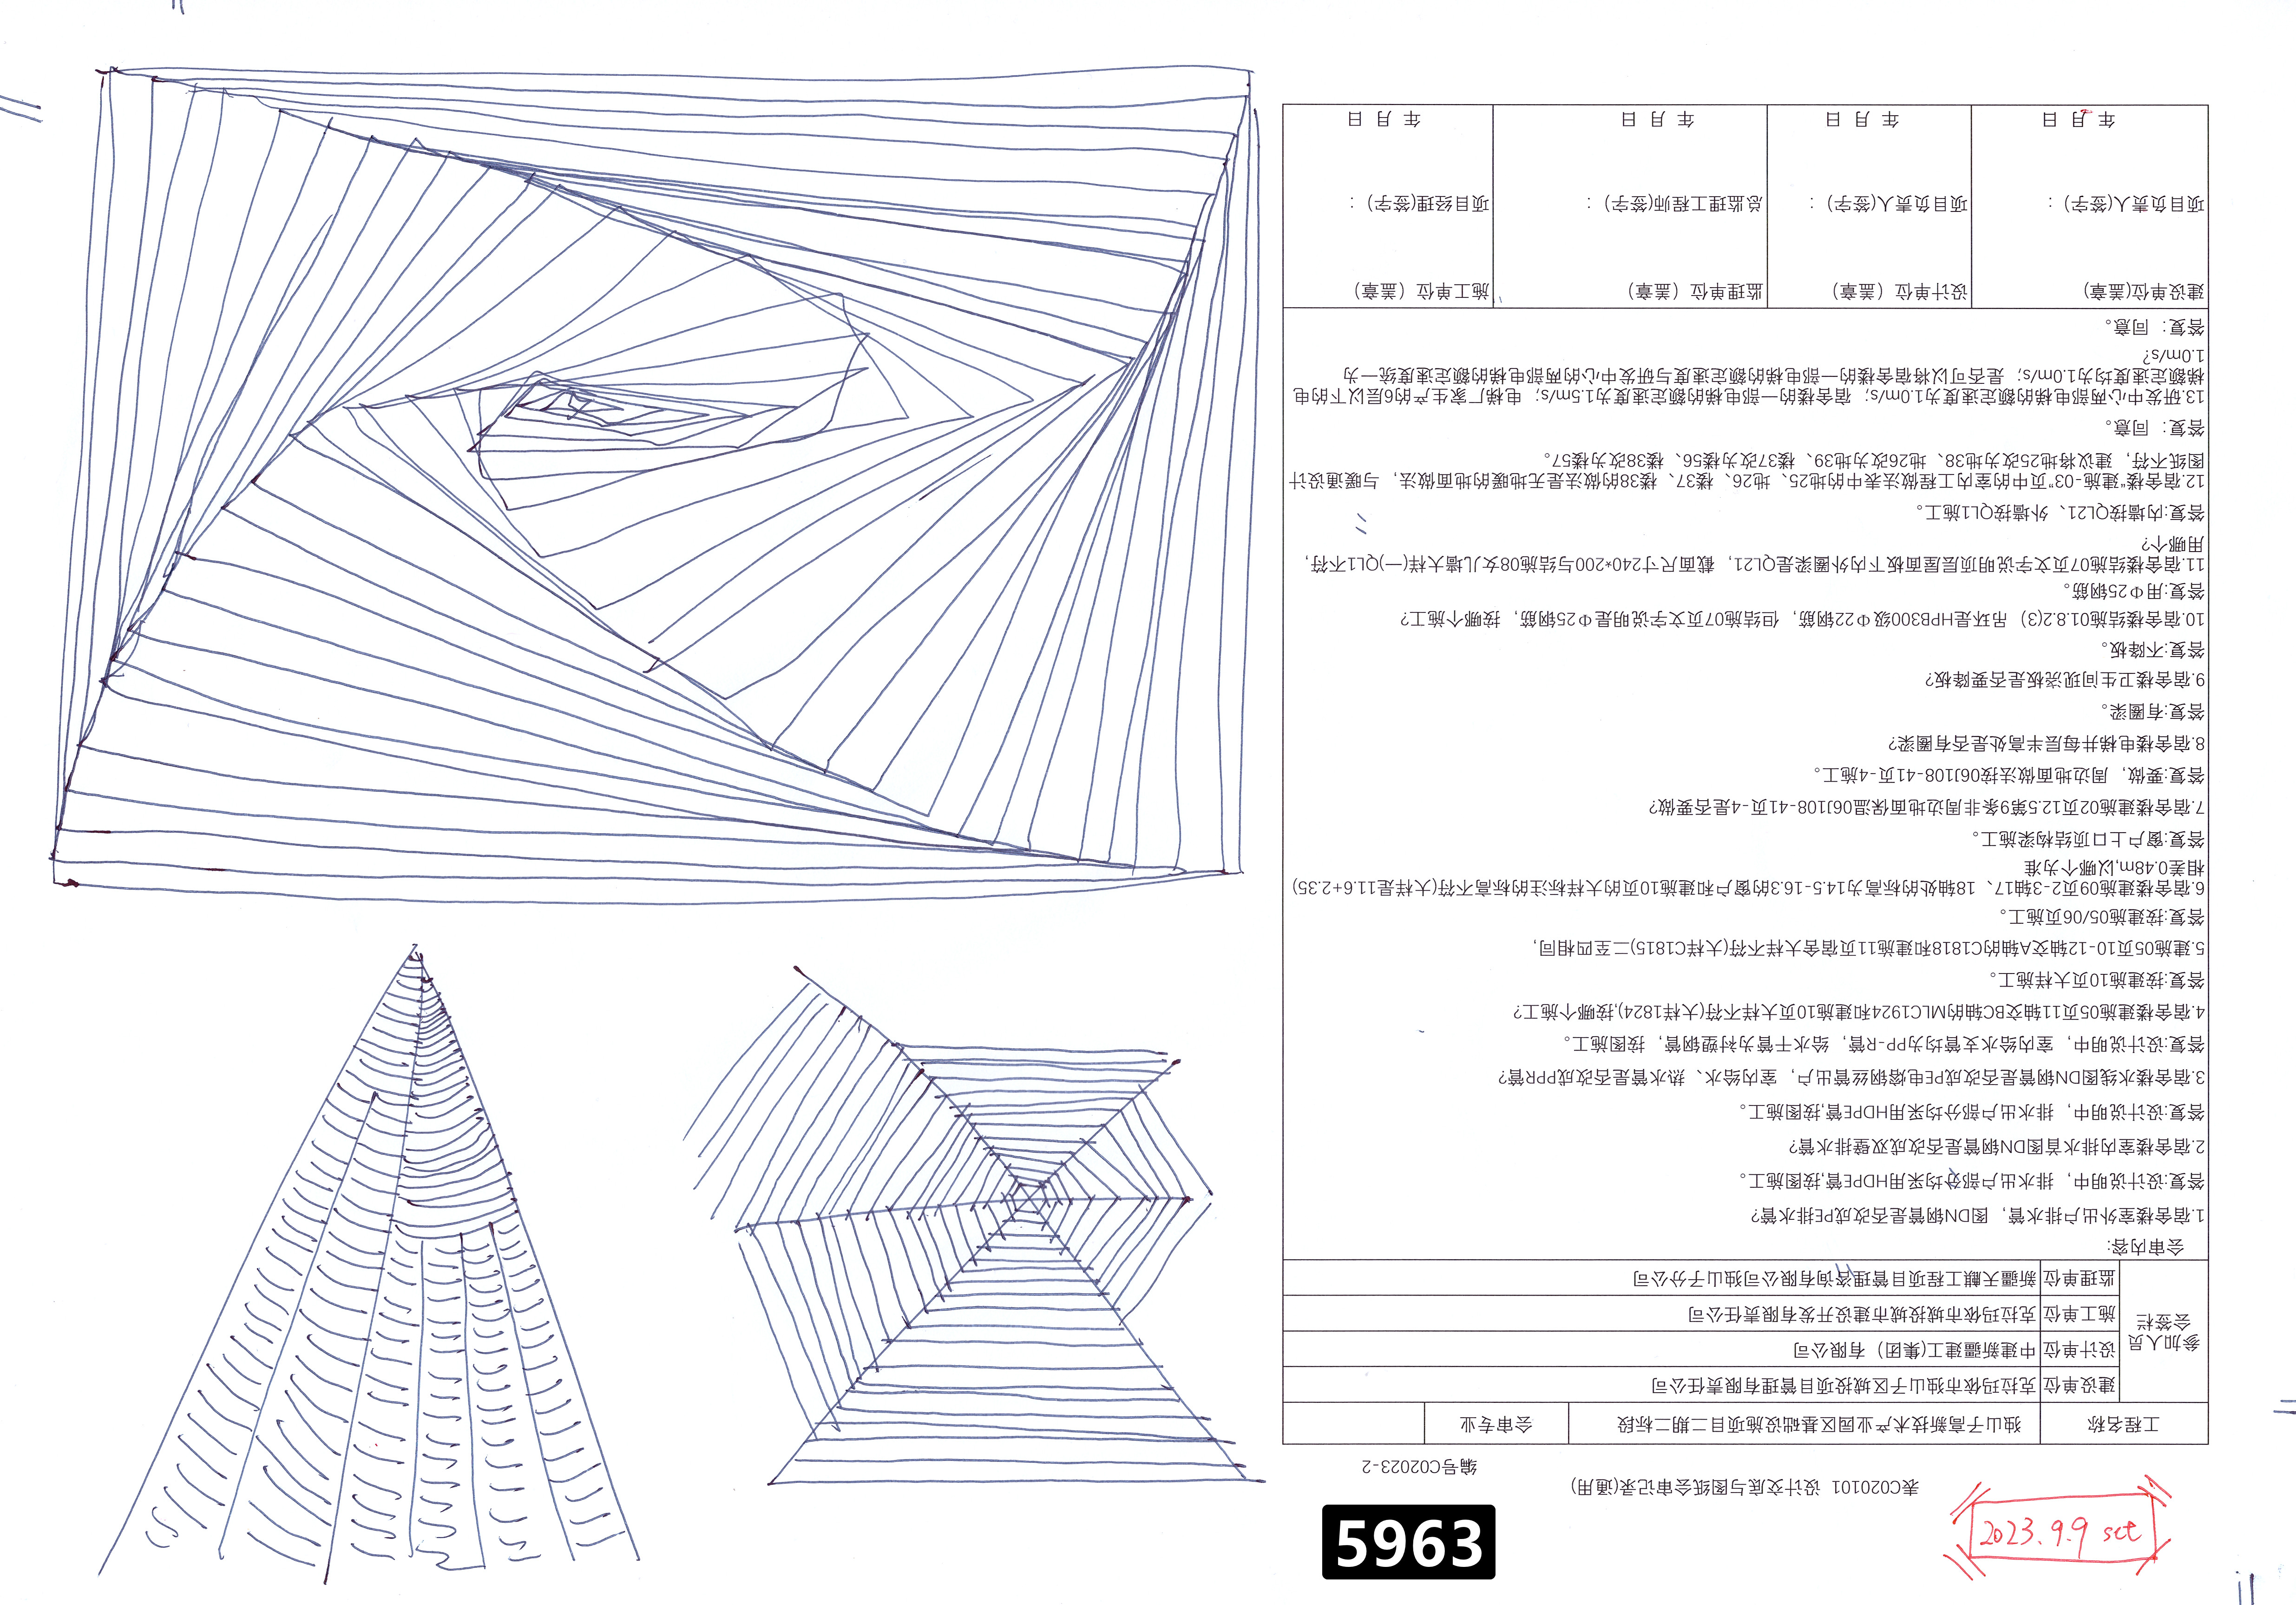 表C020101 设计交底与图纸会审记录(通用)
编号C02023-2
工程名称 独山子高新技术产业园区基础设施项目二期二标段 会审专业
参加人员会签栏
建设单位 克拉玛依市独山子区城投项目管理有限责任公司
设计单位 中建新疆建工(集团)有限公司
施工单位 克拉玛依市城投城市建设开发有限责任公司
监理单位 新疆天麒工程项目管理咨询有限公司独山子分公司
会审内容:
1.宿舍楼室外出户排水管，图DN钢管是否改成PE排水管?
答复:设计说明中，排水出户部分均采用HDPE管,按图施工。
2.宿舍楼室内排水首图DN钢管是否改成双壁排水管?
答复:设计说明中，排水出户部分均采用HDPE管,按图施工。
3.宿舍楼水线图DN钢管是否改成PE电熔钢丝管出户，室内给水、热水管是否改成PPR管?
答复:设计说明中，室内给水支管均为PP-R管，给水干管为衬塑钢管，按图施工。
4.宿舍楼建施05页11轴交BC轴的MLC1924和建施10页大样不符(大样1824),按哪个施工?
答复:按建施10页大样施工。
5.建施05页10-12轴交A轴的C1818和建施11页宿舍大样不符(大样C1815)二至四相同,
答复:按建施05/06页施工。
6.宿舍楼建施09页2-3轴17、18轴处的标高为14.5-16.3的窗户和建施10页的大样标注的标高不符(大样是11.6+2.35)
相差0.48m,以哪个为准
答复:窗户上口顶结构梁施工。
7.宿舍楼建施02页12.5第9条非周边地面保温06J108-41页-4是否要做?
答复:要做，周边地面做法按06J108-41页-4施工。
8.宿舍楼电梯井每层半高处是否有圈梁?
答复:有圈梁。
9.宿舍楼卫生间现浇板是否要降板?
答复:不降板。
10.宿舍楼结施01.8.2(3)吊环是HPB300级Φ22钢筋，但结施07页文字说明是Φ25钢筋，按哪个施工?
答复:用Φ25钢筋。
11.宿舍楼结施07页文字说明顶层屋面板下内外圈梁是QL21，截面尺寸240*200与结施08女儿墙大样(一)QL1不符,
用哪个?
答复:内墙按QL21、外墙按QL1施工。
12.宿舍楼"建施-03"页中的室内工程做法表中的地25、地26、楼37、楼38的做法是无地暖的地面做法，与暖通设计
图纸不符，建议将地25改为地38、地26改为地39、楼37改为楼56、楼38改为楼57。
答复：同意。
13.研发中心两部电梯的额定速度为1.0m/s；宿舍楼的一部电梯的额定速度为1.5m/s；电梯厂家生产的6层以下的电
梯额定速度均为1.0m/s；是否可以将宿舍楼的一部电梯的额定速度与研发中心的两部电梯的额定速度统一为
1.0m/s?
答复：同意。
建设单位(盖章) 设计单位（盖章） 监理单位（盖章） 施工单位（盖章）
项目负责人(签字)： 项目负责人(签字)： 总监理工程师(签字)： 项目经理(签字)：
年 月 日 年 月 日 年 月 日 年 月 日
5963
2023.9.9 sct